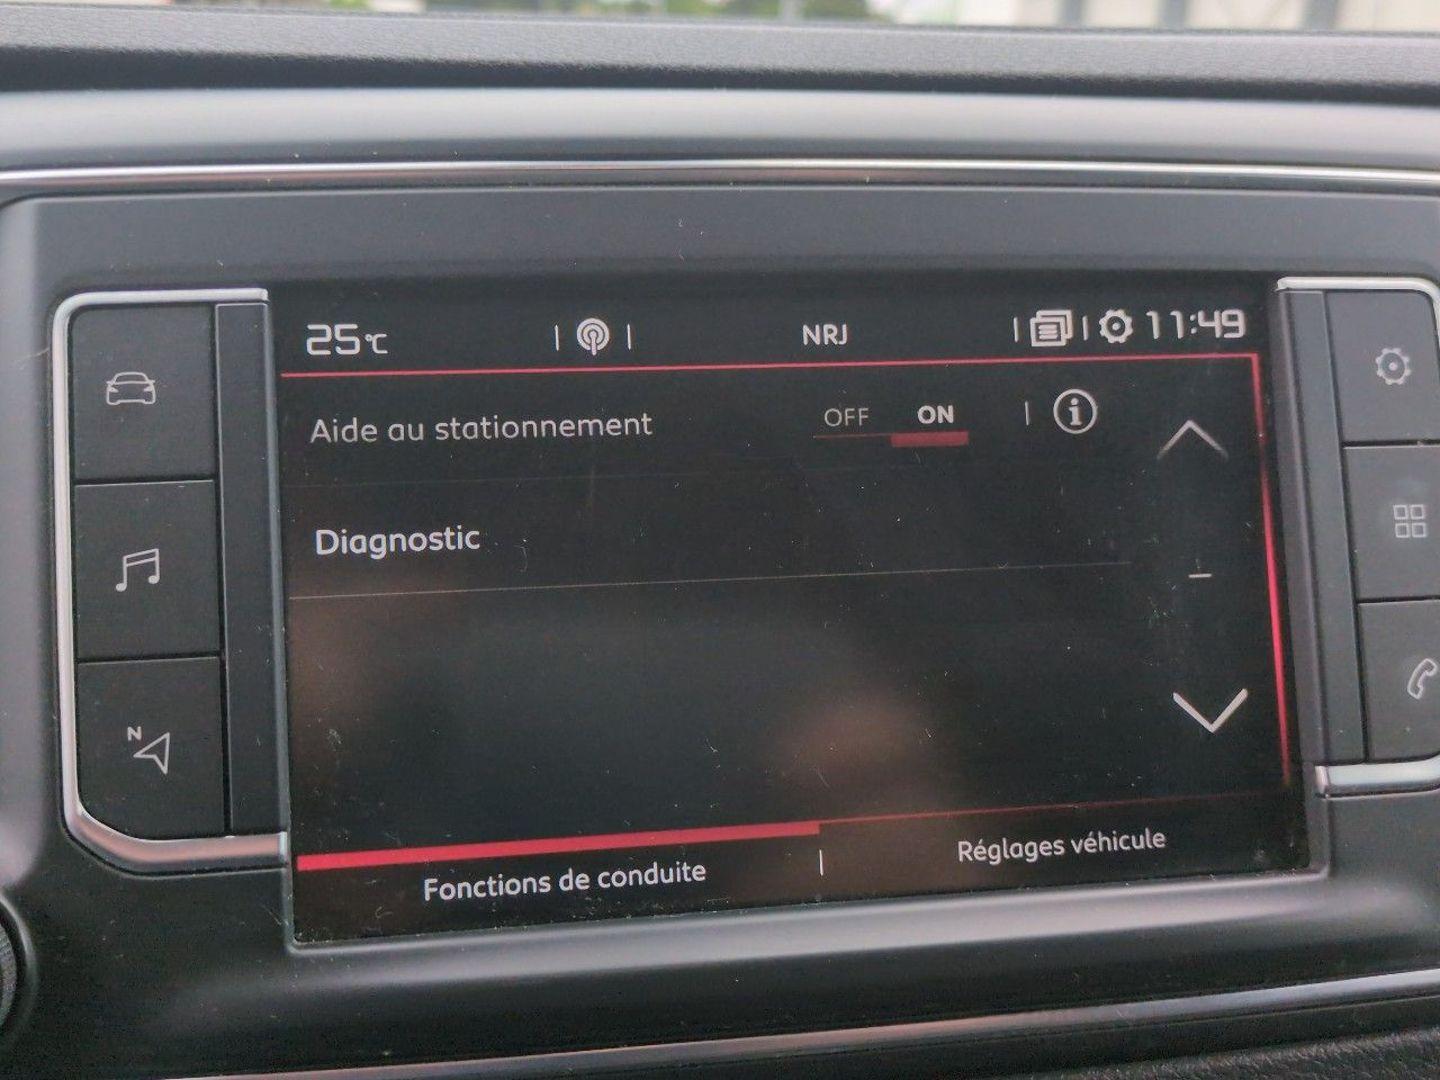 25°C NRJ 11:49
Aide au stationnement OFF ON
Diagnostic
N
Fonctions de conduite
Réglages véhicule